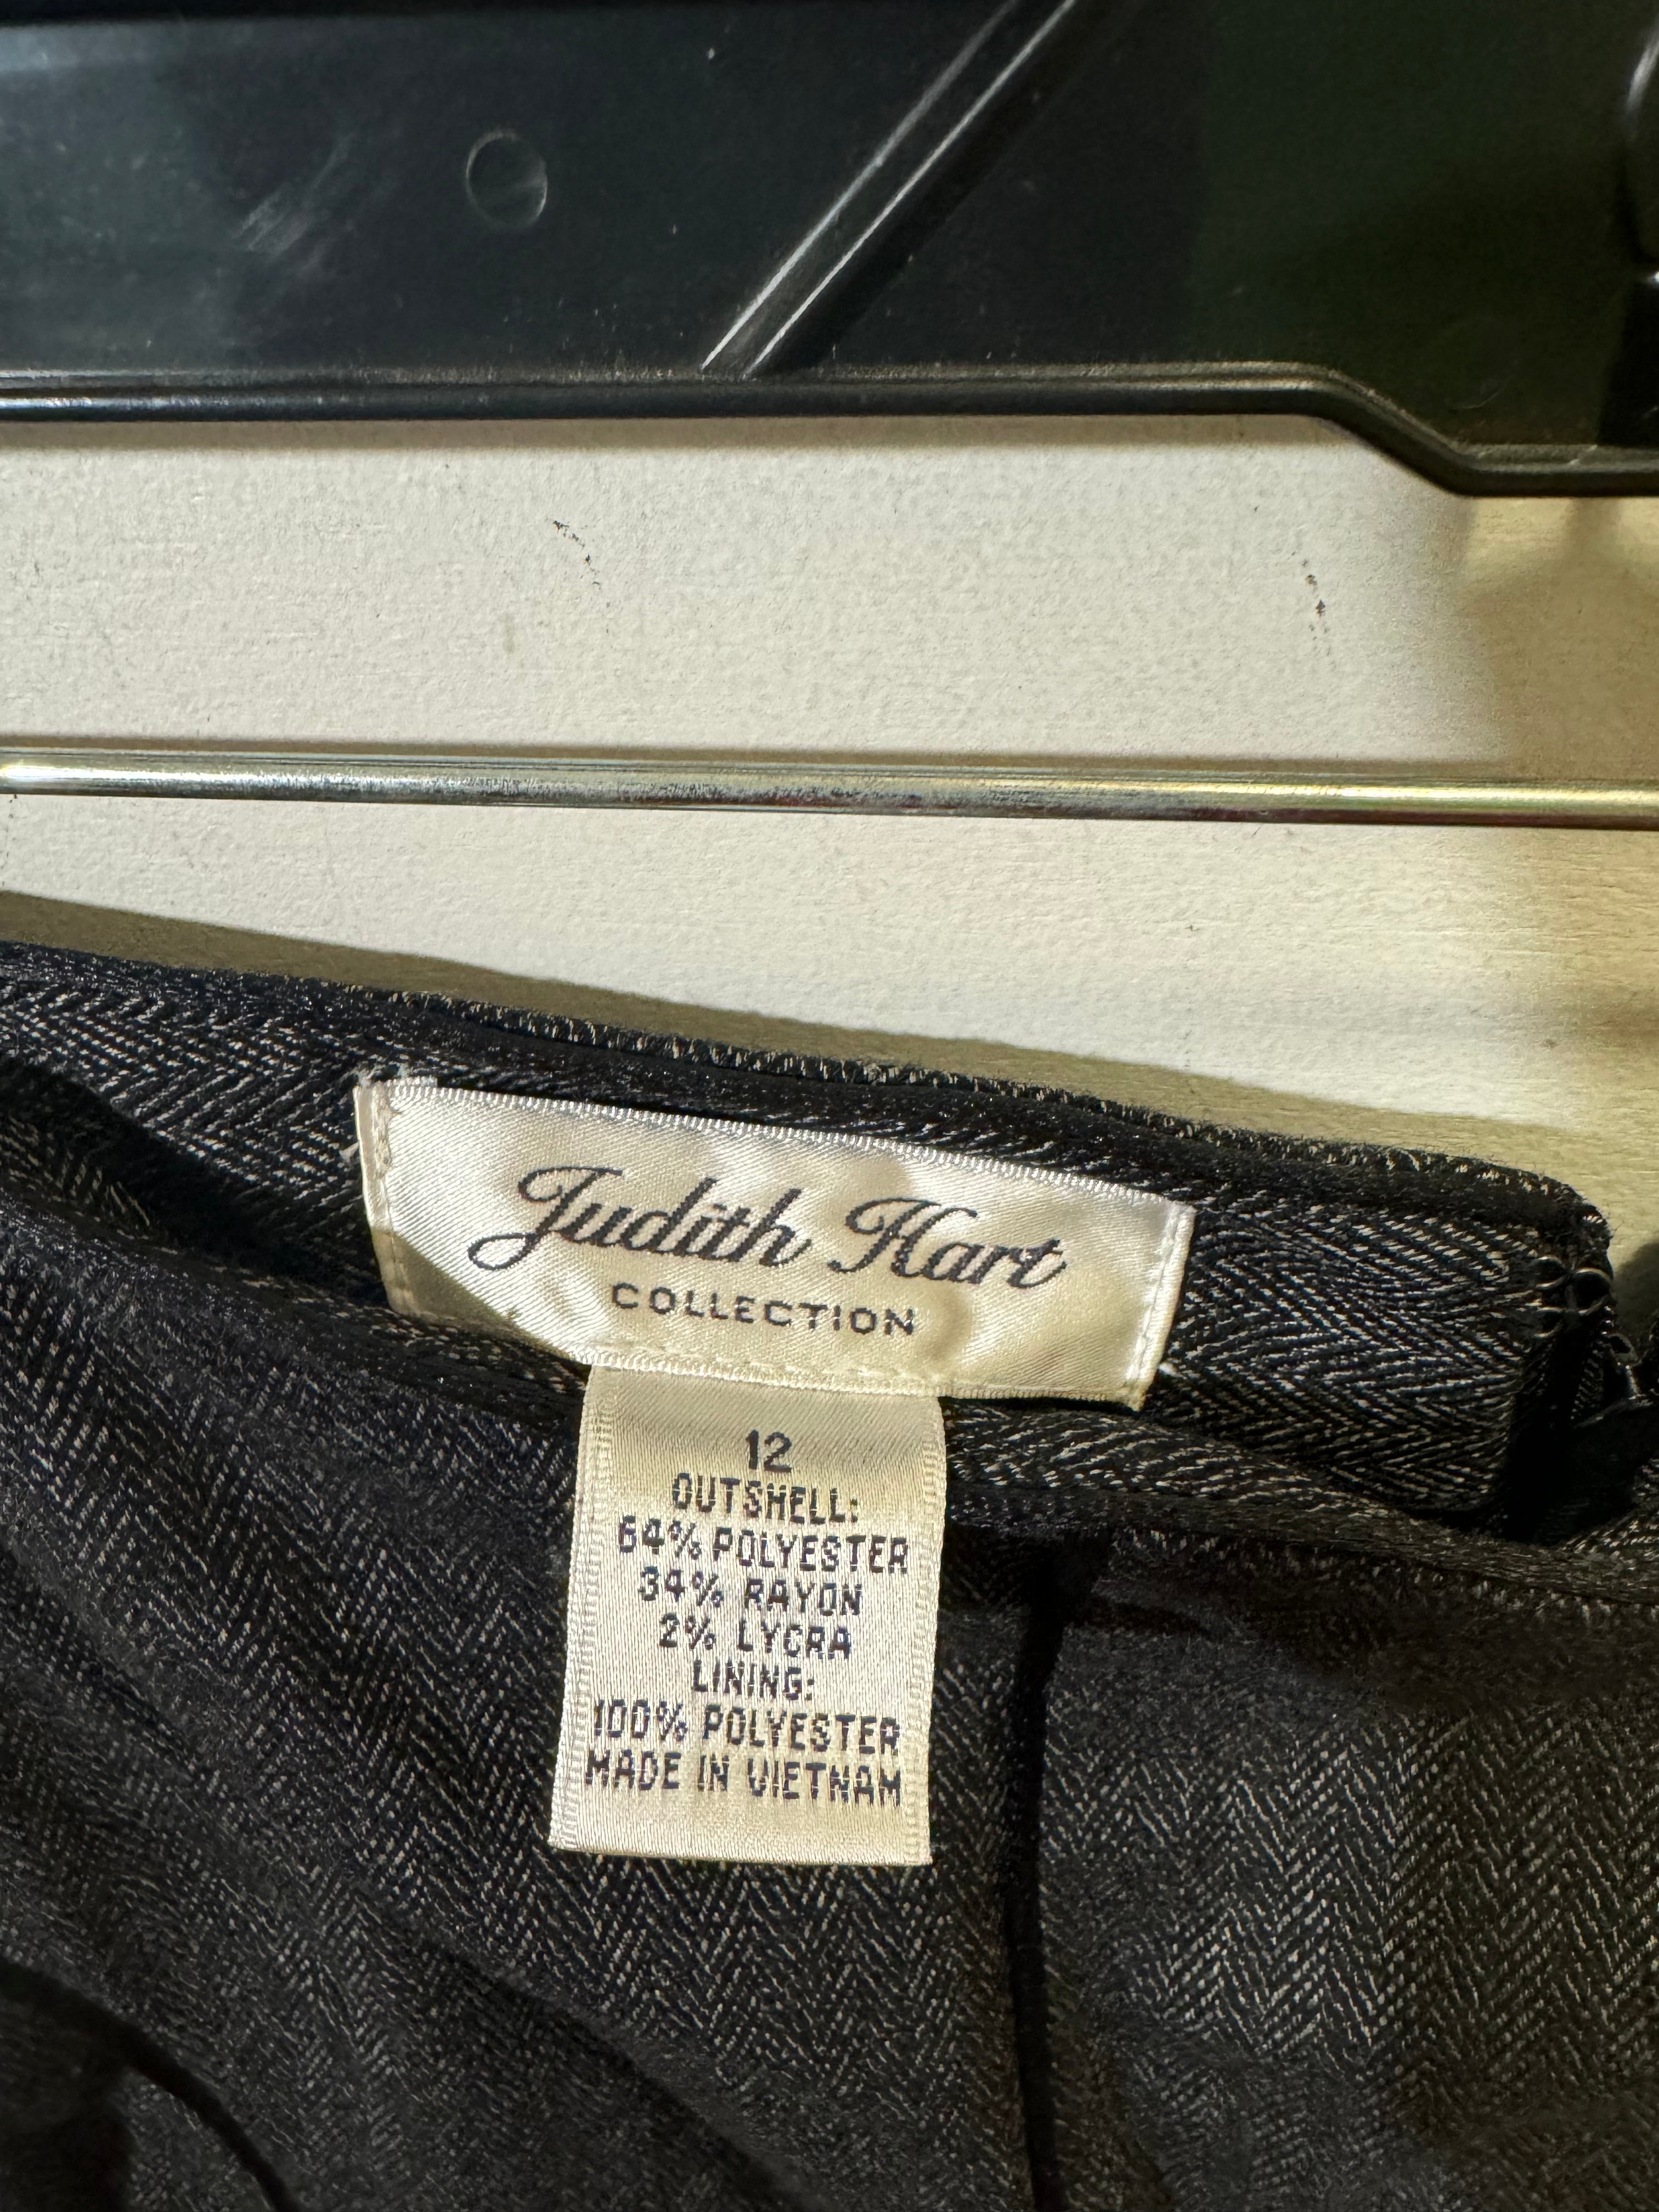 Judith Hart
COLLECTION
12
OUTSHELL:
64% POLYESTER
34% RAYON
2% LYCRA
LINING:
100% POLYESTER
MADE IN VIETNAM